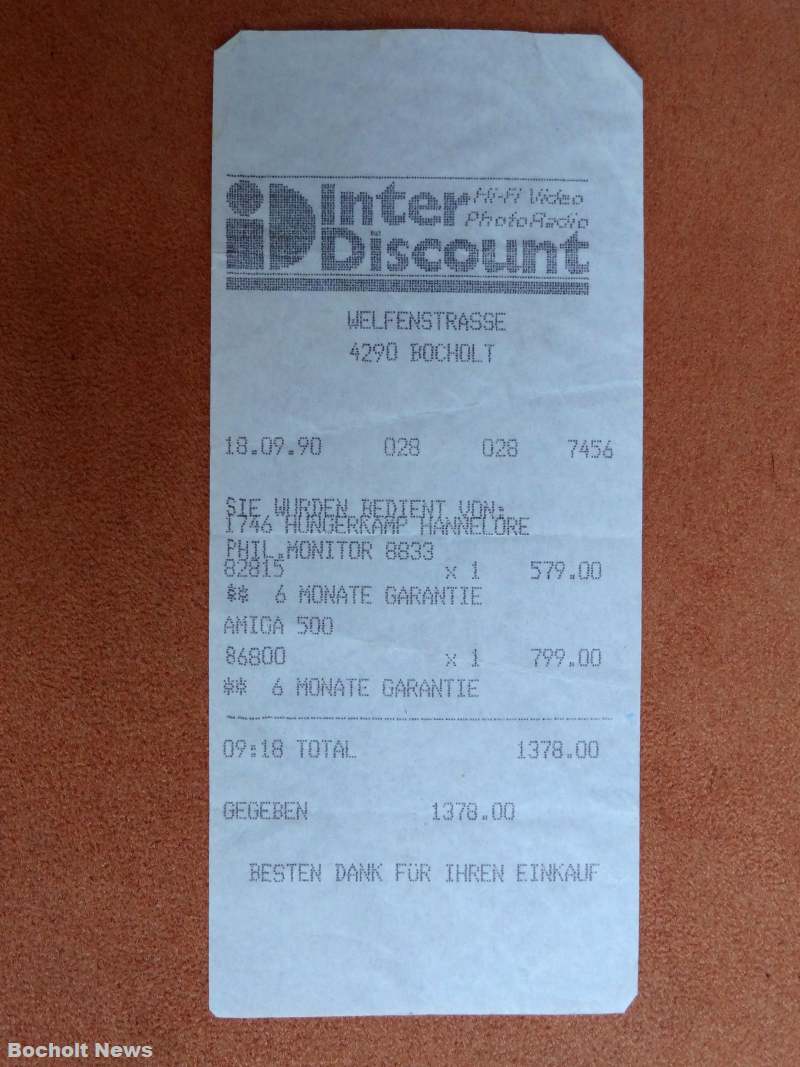 iD Inter Hi-Fi Video
Discount Photo Radio
WELFENSTRASSE
4290 BOCHOLT
18.09.90 028 028 7456
SIE WURDEN BEDIENT VON:
1746 HUNGERKAMP HANNELORE
PHIL.MONITOR 8833
82815 x 1 579.00
** 6 MONATE GARANTIE
AMIGA 500
86800 x 1 799.00
** 6 MONATE GARANTIE
09:18 TOTAL 1378.00
GEGEBEN 1378.00
BESTEN DANK FÜR IHREN EINKAUF
Bocholt News